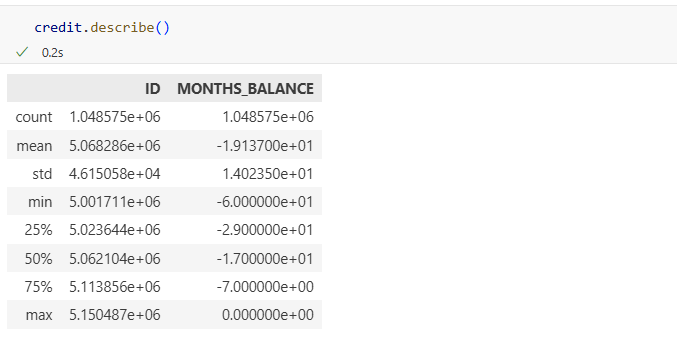 credit.describe()
0.2s
ID MONTHS_BALANCE
count 1.048575e+06 1.048575e+06
mean 5.068286e+06 -1.913700e+01
std 4.615058e+04 1.402350e+01
min 5.001711e+06 -6.000000e+01
25% 5.023644e+06 -2.900000e+01
50% 5.062104e+06 -1.700000e+01
75% 5.113856e+06 -7.000000e+00
max 5.150487e+06 0.000000e+00